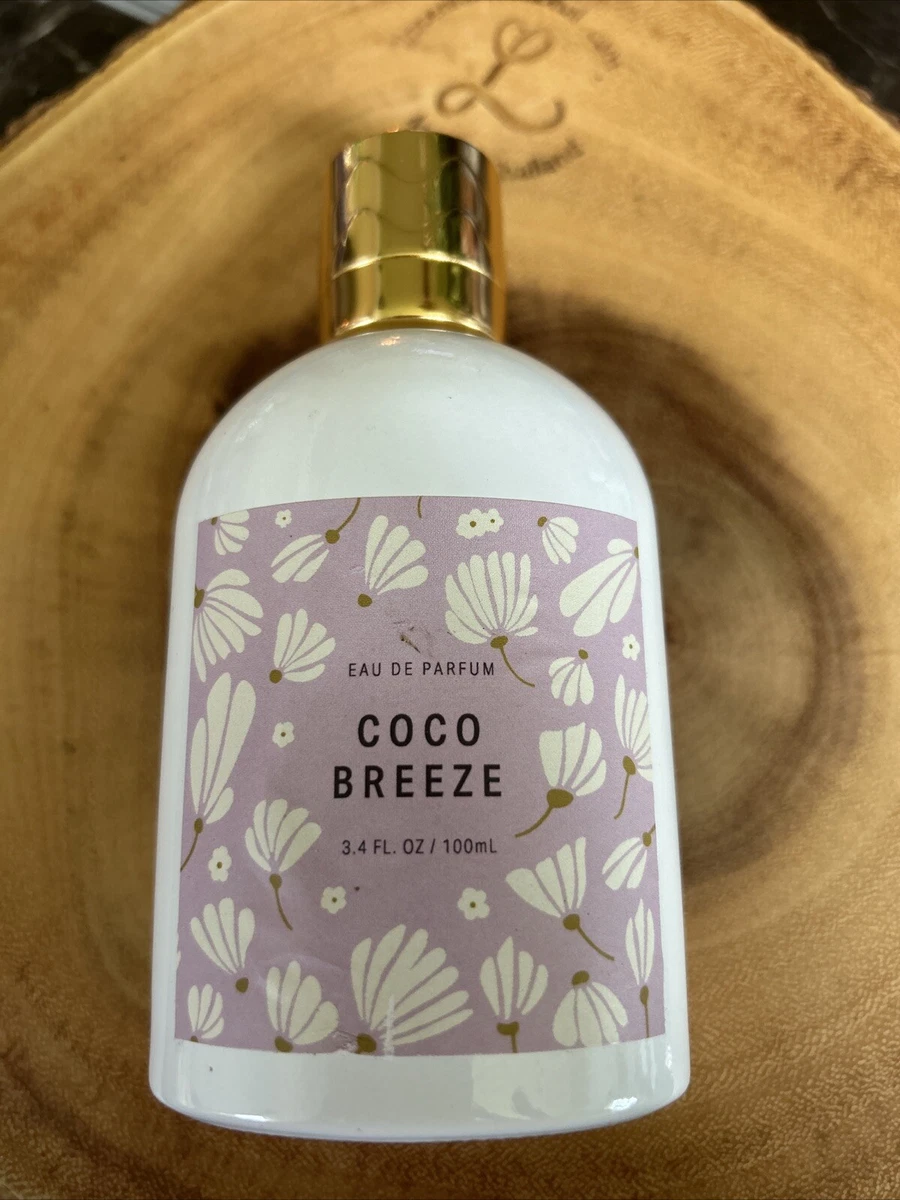 L
EAU DE PARFUM
COCO
BREEZE
3.4 FL. OZ / 100mL